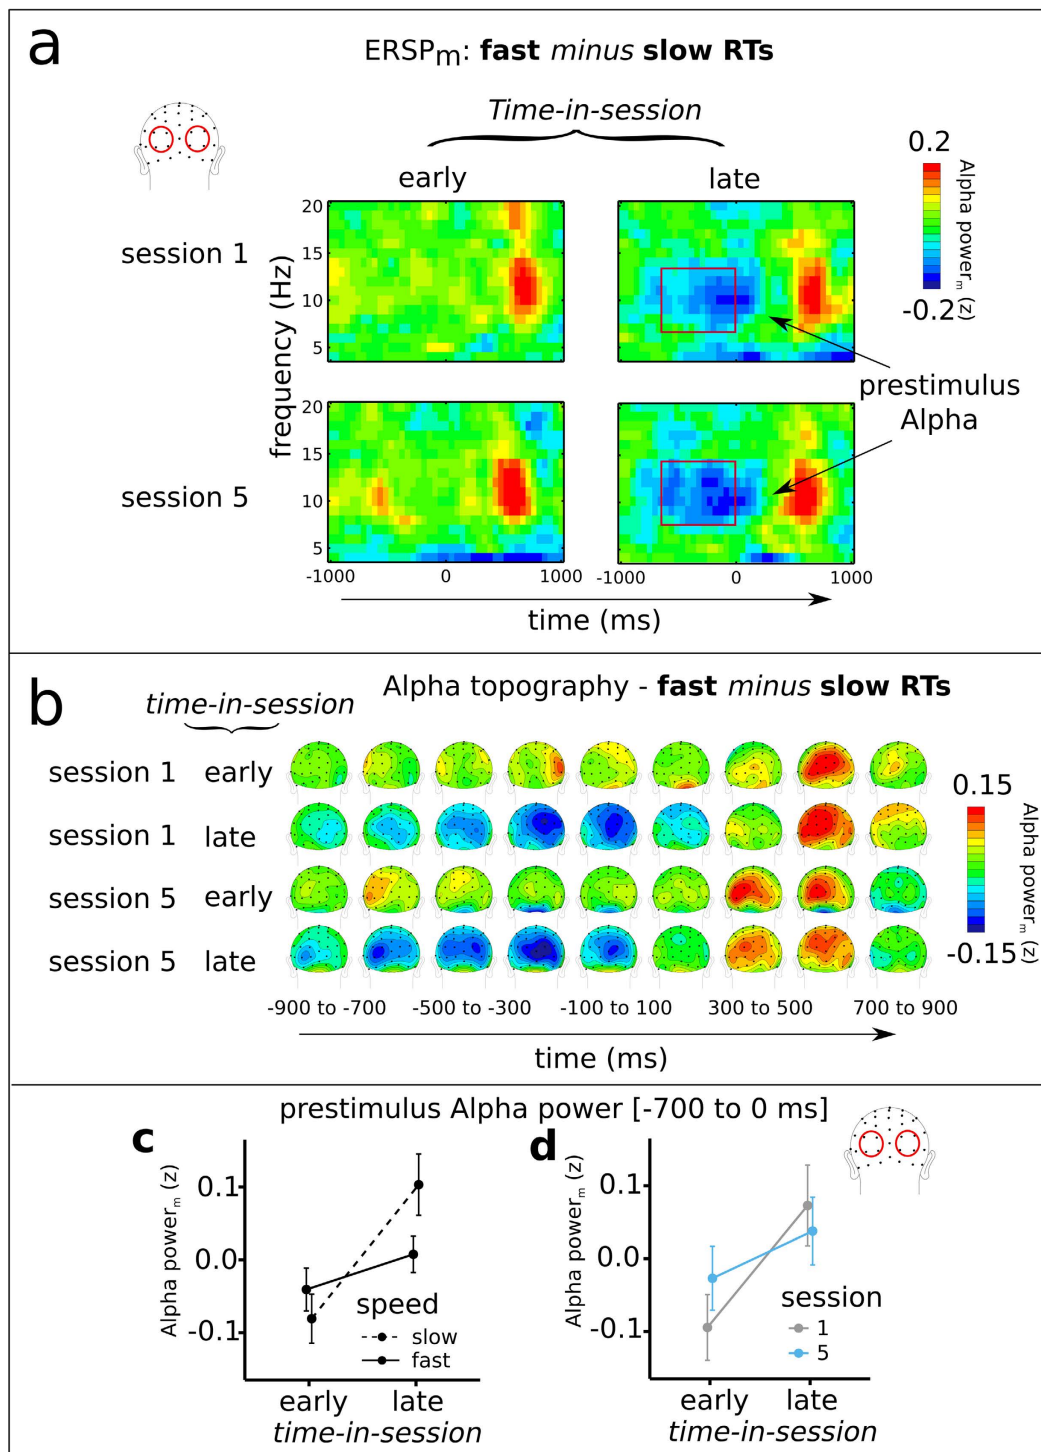 a
ERSPm: fast minus slow RTs
Time-in-session
early
late
0.2
Alpha powerm (z)
-0.2
session 1
session 5
frequency (Hz)
20
15
10
5
20
15
10
5
prestimulus
Alpha
-1000
0
1000
-1000
0
1000
time (ms)
b
Alpha topography - fast minus slow RTs
time-in-session
session 1 early
session 1 late
session 5 early
session 5 late
0.15
Alpha powerm (z)
-0.15
-900 to -700
-500 to -300
-100 to 100
300 to 500
700 to 900
time (ms)
prestimulus Alpha power [-700 to 0 ms]
c
Alpha powerm (z)
0.1
0.0
-0.1
speed
slow
fast
early
late
time-in-session
d
Alpha powerm (z)
0.1
0.0
-0.1
session
1
5
early
late
time-in-session